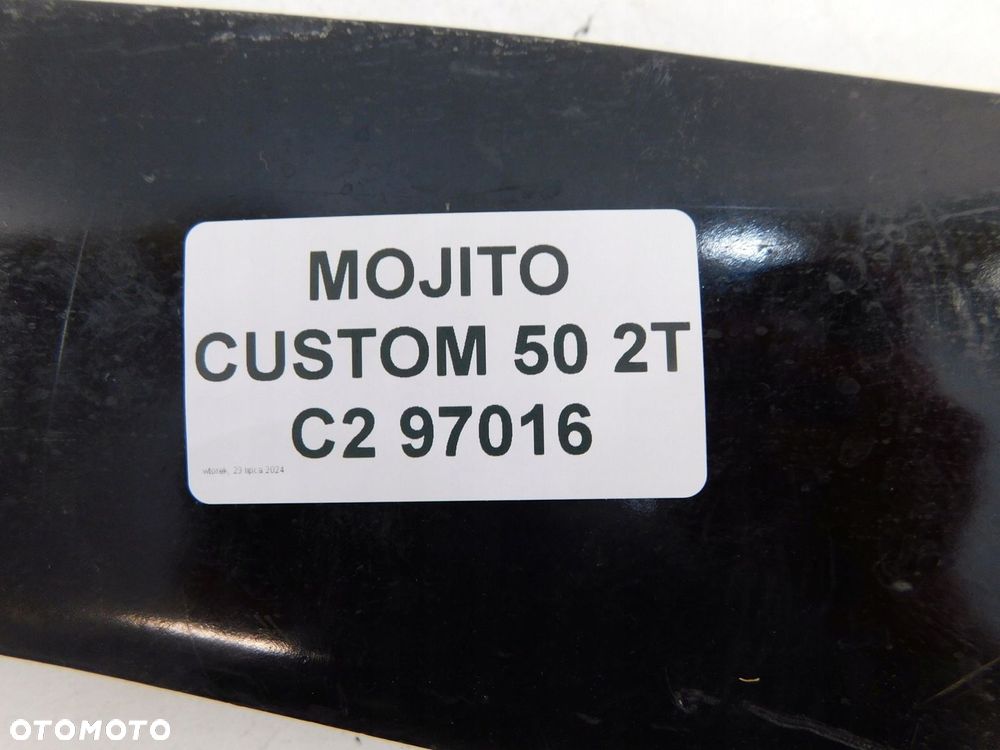 MOJITO
CUSTOM 50 2T
C2 97016
wtorek, 23 lipca 2024
OTOMOTO